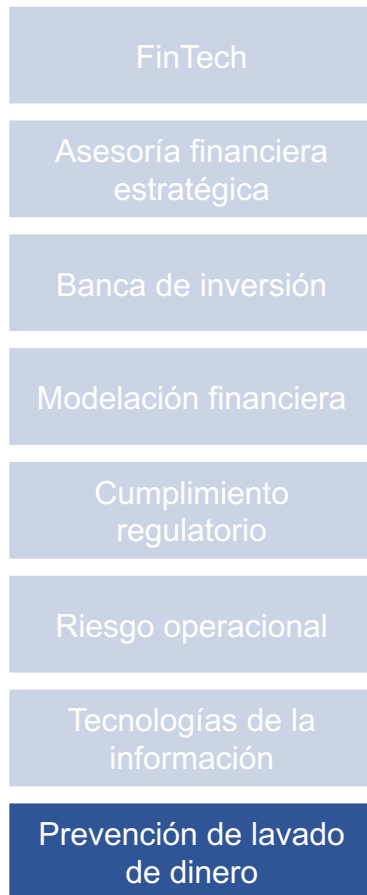 FinTech
Asesoría financiera
estratégica
Banca de inversión
Modelación financiera
Cumplimiento
regulatorio
Riesgo operacional
Tecnologías de la
información
Prevención de lavado
de dinero